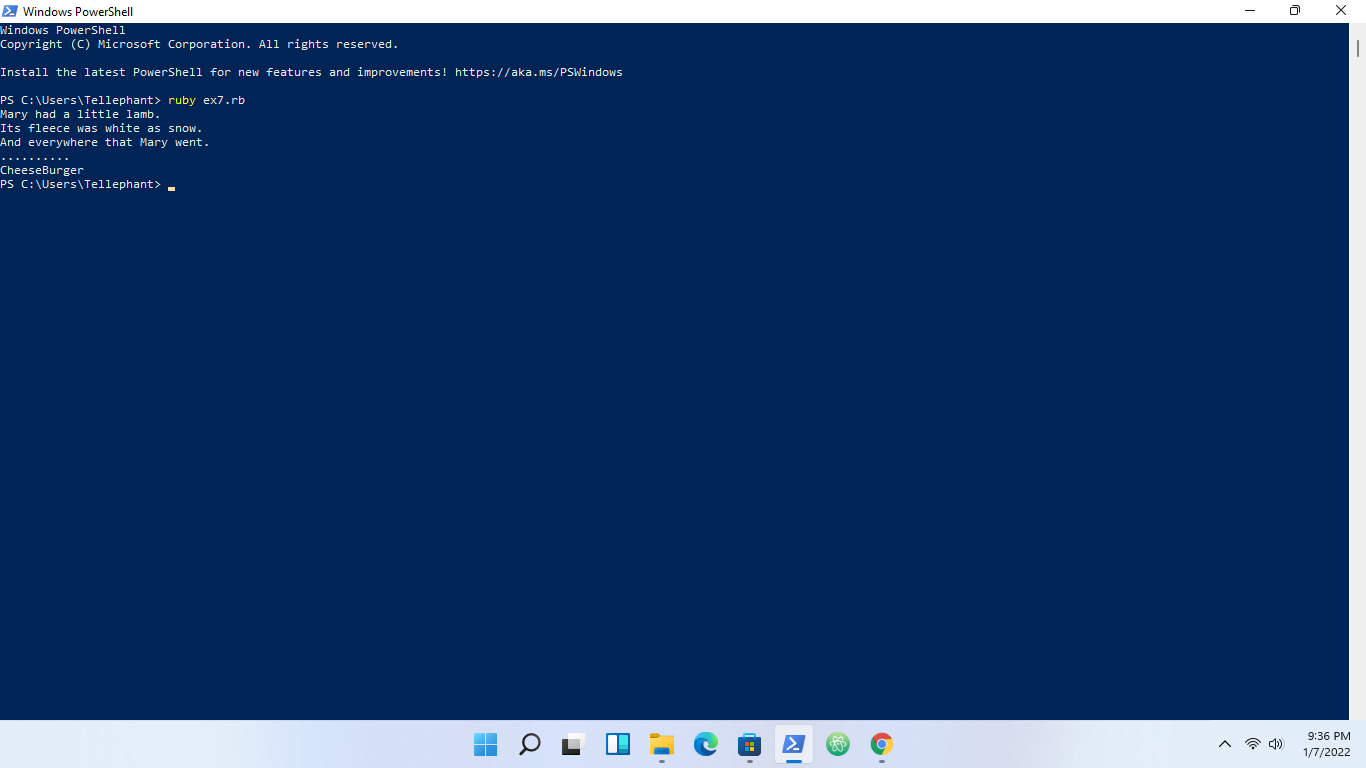 Windows PowerShell
Windows PowerShell
Copyright (C) Microsoft Corporation. All rights reserved.
Install the latest PowerShell for new features and improvements! https://aka.ms/PSWindows
PS C:\Users\Tellephant> ruby ex7.rb
Mary had a little lamb.
Its fleece was white as snow.
And everywhere that Mary went.
..........
CheeseBurger
PS C:\Users\Tellephant>
9:36 PM
1/7/2022